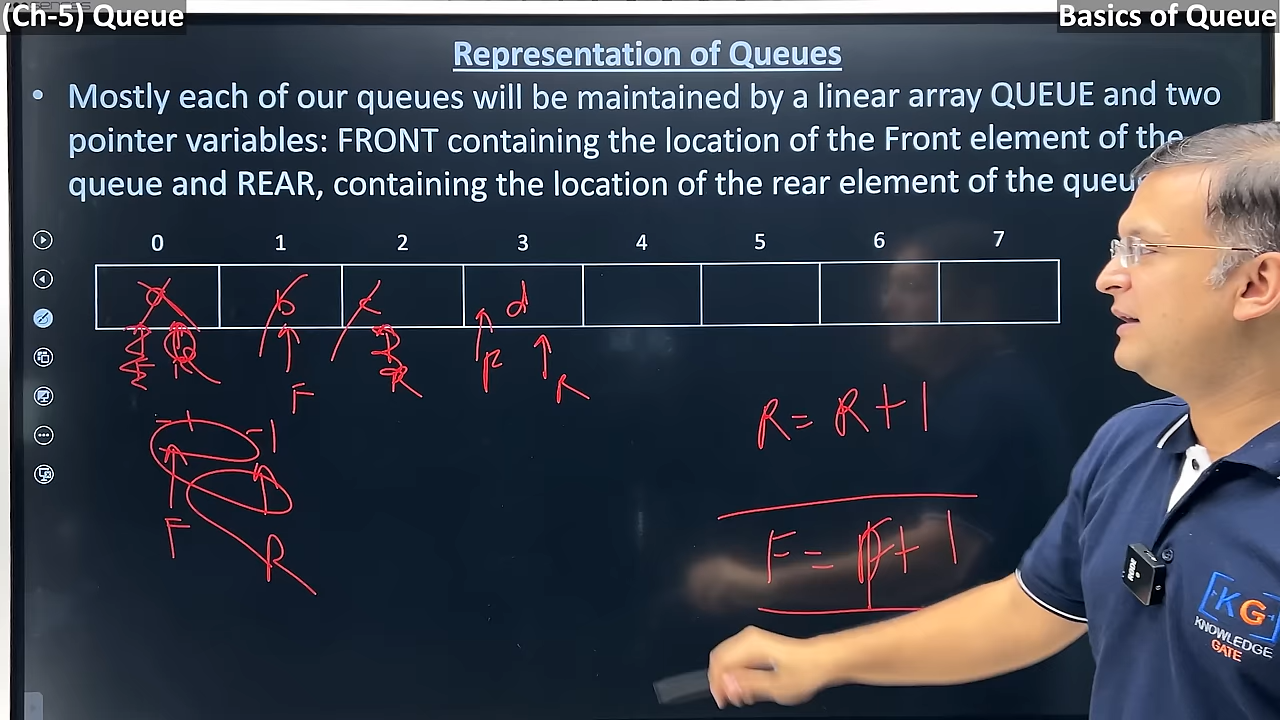 (Ch-5) Queue
Basics of Queue
Representation of Queues
• Mostly each of our queues will be maintained by a linear array QUEUE and two
pointer variables: FRONT containing the location of the Front element of the
queue and REAR, containing the location of the rear element of the queue
0 1 2 3 4 5 6 7
a b c d
R F R F R
-1 -1
F R
R = R + 1
F = F + 1
KG
KNOWLEDGE
GATE
RODE